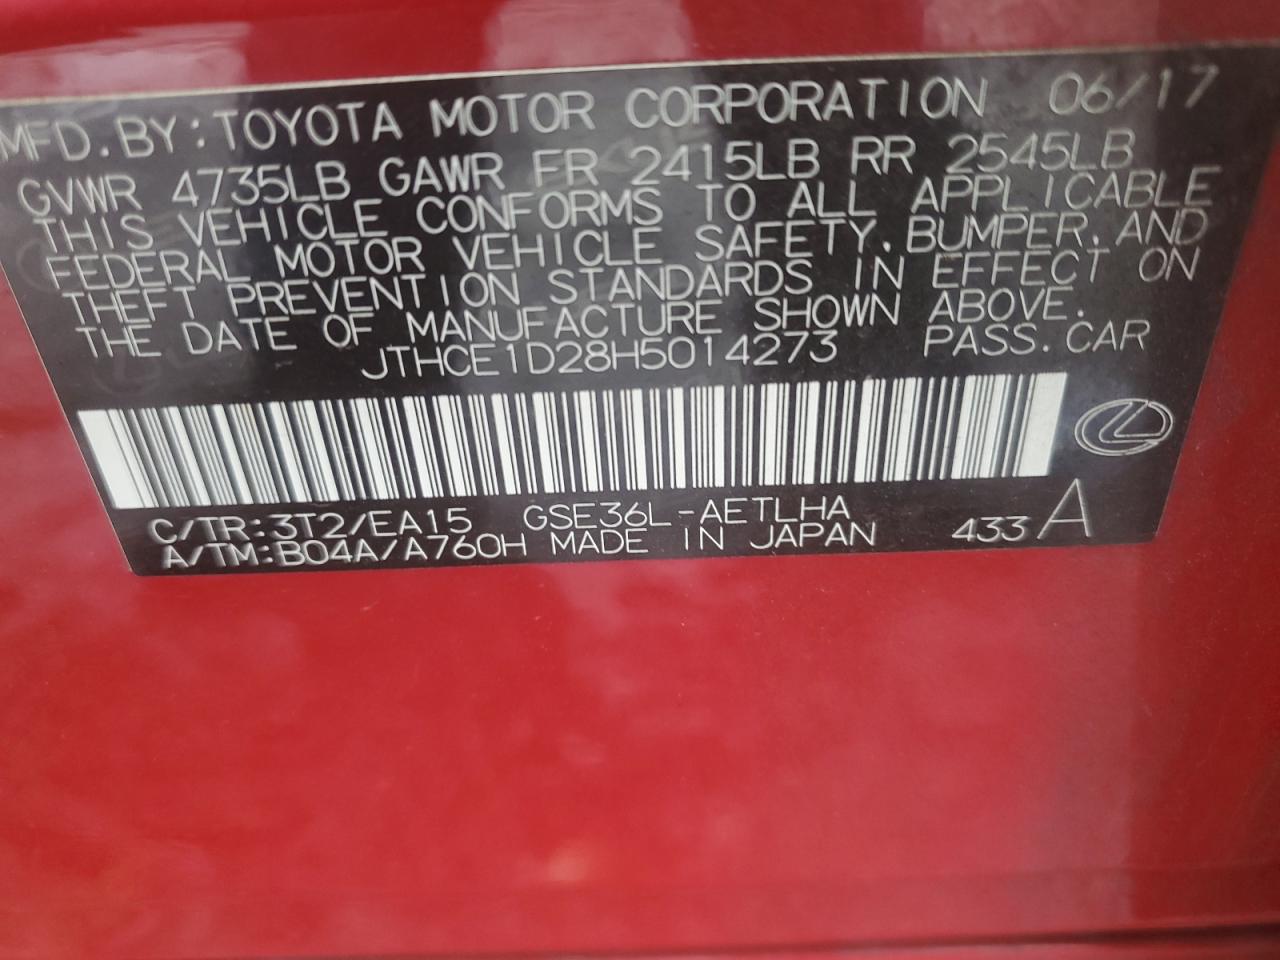 MFD. BY: TOYOTA MOTOR CORPORATION 06/17
GVWR 4735LB GAWR FR 2415LB RR 2545LB
THIS VEHICLE CONFORMS TO ALL APPLICABLE
FEDERAL MOTOR VEHICLE SAFETY, BUMPER, AND
THEFT PREVENTION STANDARDS IN EFFECT ON
THE DATE OF MANUFACTURE SHOWN ABOVE.
JTHCE1D28H5014273 PASS. CAR
C/TR: 3T2/EA15 GSE36L-AETLHA
A/TM: B04A/A760H MADE IN JAPAN 433 A